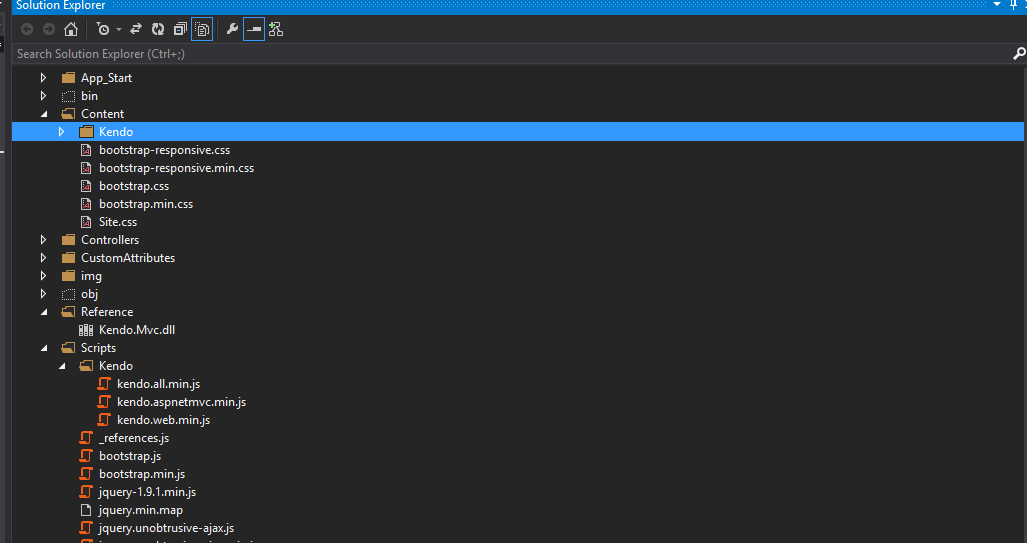 Solution Explorer
Search Solution Explorer (Ctrl+;)
App_Start
bin
Content
Kendo
bootstrap-responsive.css
bootstrap-responsive.min.css
bootstrap.css
bootstrap.min.css
Site.css
Controllers
CustomAttributes
img
obj
Reference
Kendo.Mvc.dll
Scripts
Kendo
kendo.all.min.js
kendo.aspnetmvc.min.js
kendo.web.min.js
_references.js
bootstrap.js
bootstrap.min.js
jquery-1.9.1.min.js
jquery.min.map
jquery.unobtrusive-ajax.js